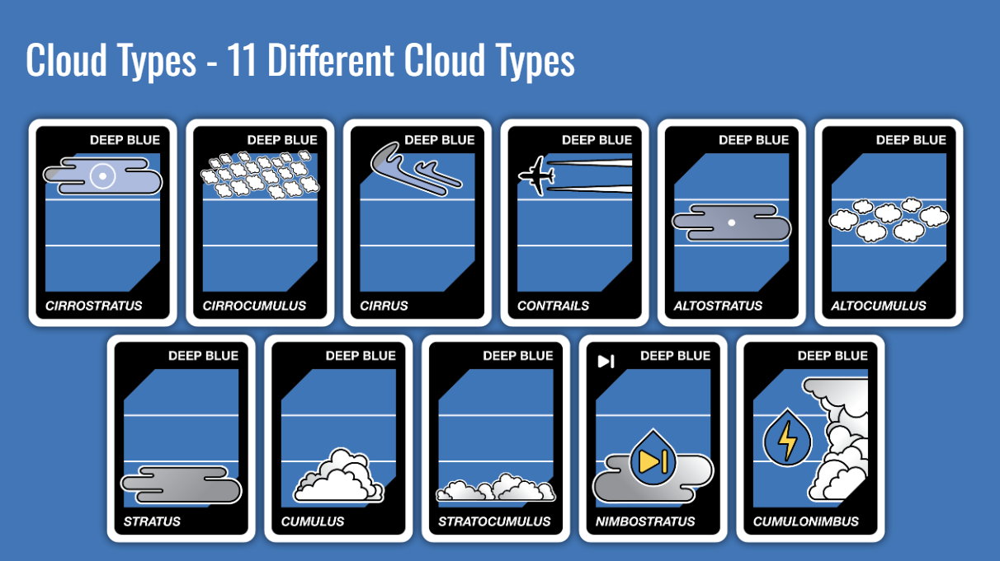 Cloud Types - 11 Different Cloud Types
DEEP BLUE
CIRROSTRATUS
DEEP BLUE
CIRROCUMULUS
DEEP BLUE
CIRRUS
DEEP BLUE
CONTRAILS
DEEP BLUE
ALTOSTRATUS
DEEP BLUE
ALTOCUMULUS
DEEP BLUE
STRATUS
DEEP BLUE
CUMULUS
DEEP BLUE
STRATOCUMULUS
DEEP BLUE
NIMBOSTRATUS
DEEP BLUE
CUMULONIMBUS